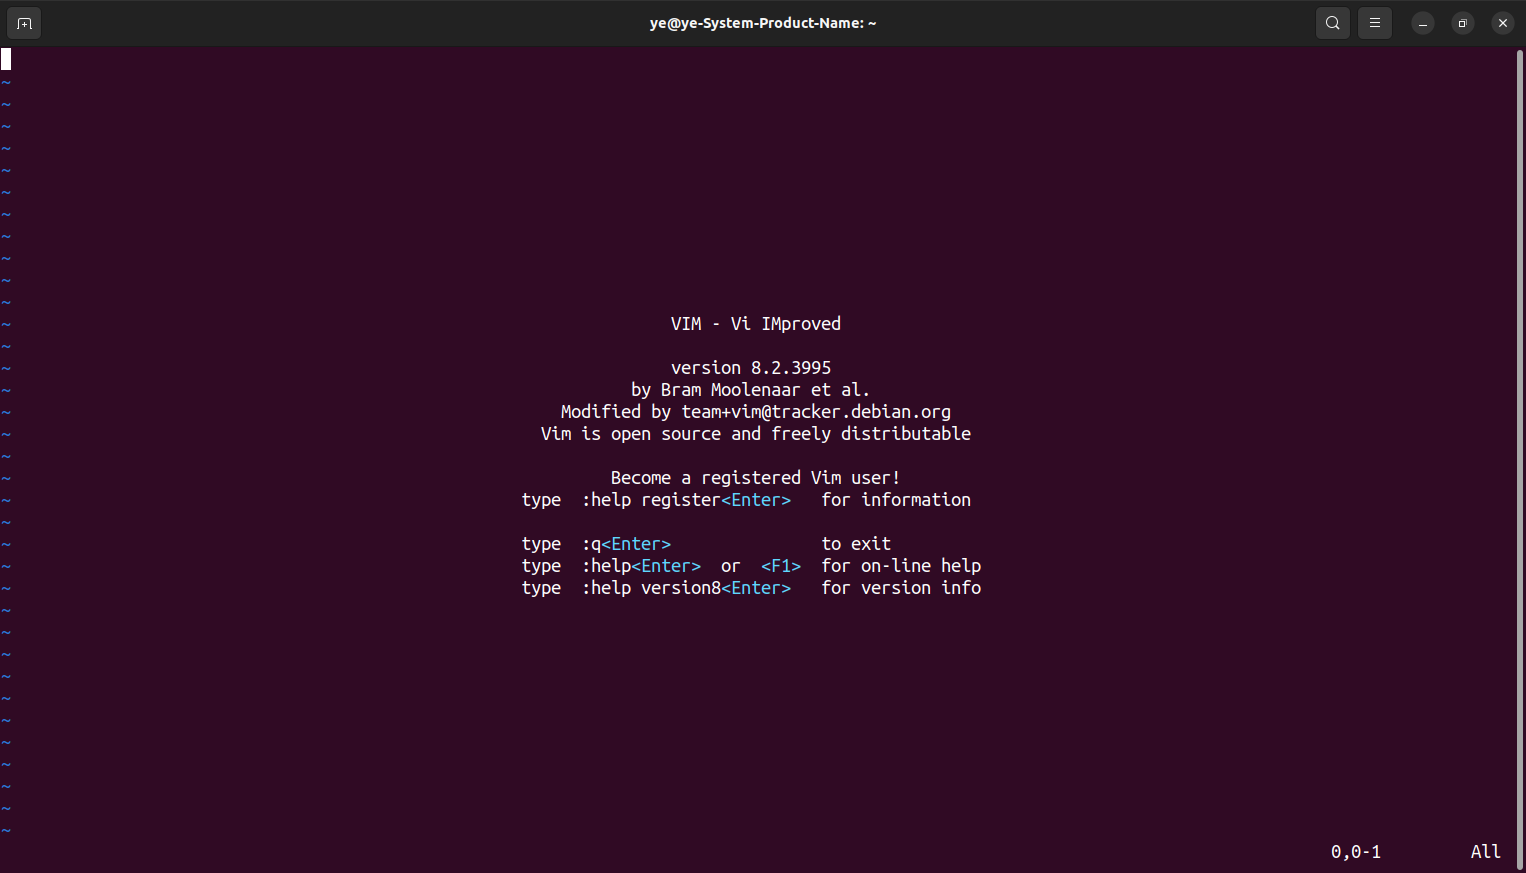 ye@ye-System-Product-Name: ~
~
~
~
~
~
~
~
~
~
~
~
~ VIM - Vi IMproved
~
~ version 8.2.3995
~ by Bram Moolenaar et al.
~ Modified by team+vim@tracker.debian.org
~ Vim is open source and freely distributable
~
~ Become a registered Vim user!
~ type  :help register<Enter>   for information
~
~ type  :q<Enter>               to exit
~ type  :help<Enter>  or  <F1>  for on-line help
~ type  :help version8<Enter>   for version info
~
~
~
~
~
~
~
~
~
~
~
0,0-1 All